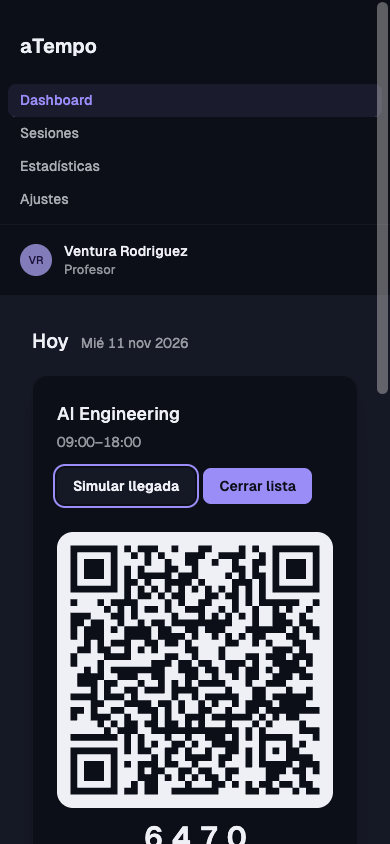 aTempo
Dashboard
Sesiones
Estadísticas
Ajustes
VR
Ventura Rodriguez
Profesor
Hoy Mié 11 nov 2026
AI Engineering
09:00–18:00
Simular llegada Cerrar lista
6470